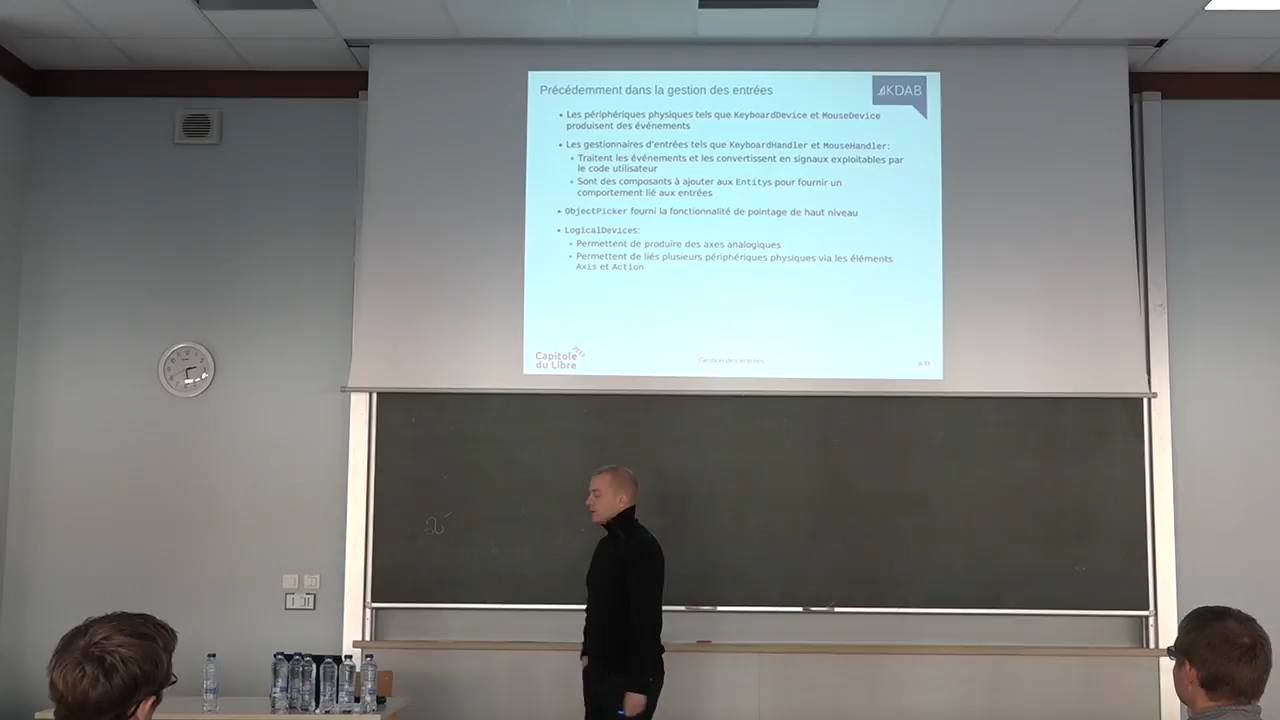 Précédemment dans la gestion des entrées
KDAB
Les périphériques physiques tels que KeyboardDevice et MouseDevice
produisent des événements
Les gestionnaires d'entrées tels que KeyboardHandler et MouseHandler:
Traitent les événements et les convertissent en signaux exploitables par
le code utilisateur
Sont des composants à ajouter aux Entitys pour fournir un
comportement lié aux entrées
ObjectPicker fourni la fonctionnalité de pointage de haut niveau
LogicalDevices:
Permettent de produire des axes analogiques
Permettent de liés plusieurs périphériques physiques via les éléments
Axis et Action
Capitole
du Libre
2017
Gestion des entrées